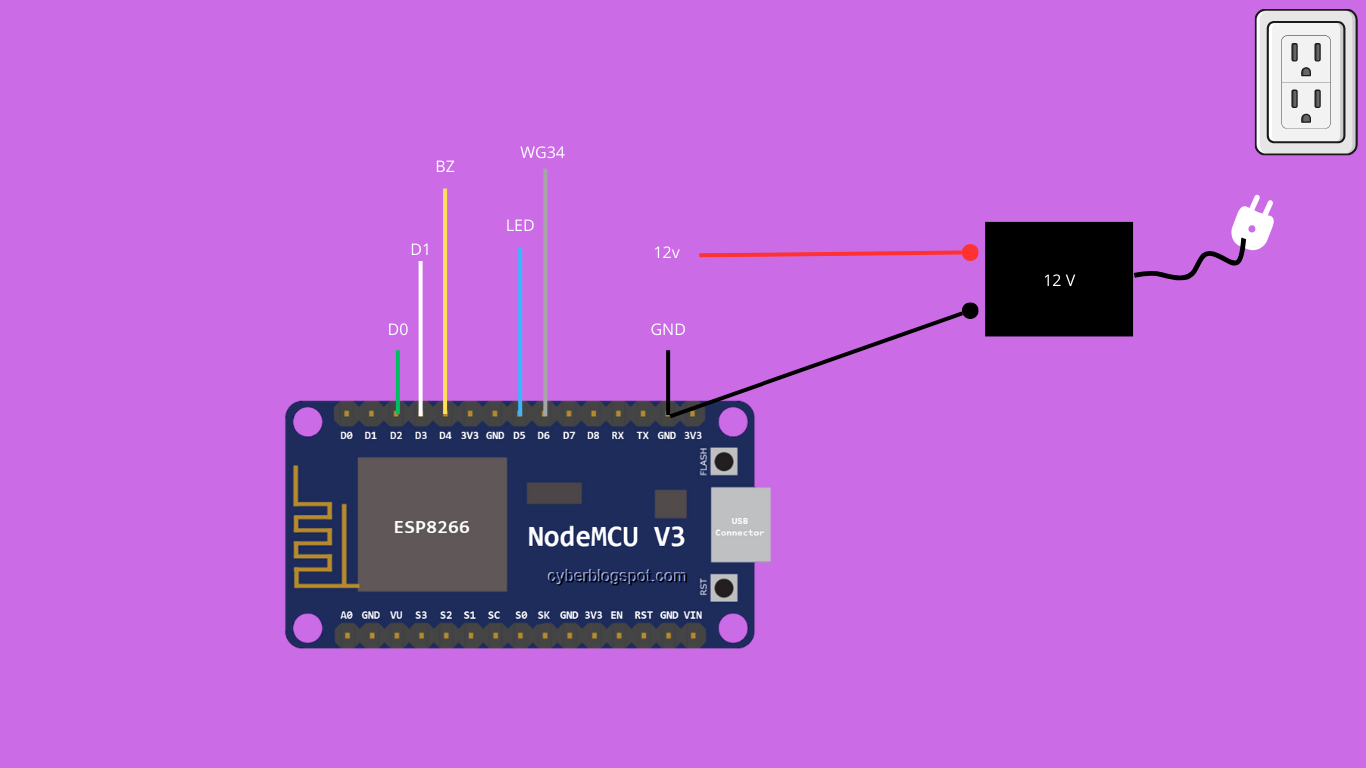 WG34
BZ
LED
D1
12v
12 V
D0
GND
D0 D1 D2 D3 D4 3V3 GND D5 D6 D7 D8 RX TX GND 3V3
FLASH
ESP8266
NodeMCU V3
USB
Connector
cyberblogspot.com
RST
A0 GND VU S3 S2 S1 SC S0 SK GND 3V3 EN RST GND VIN